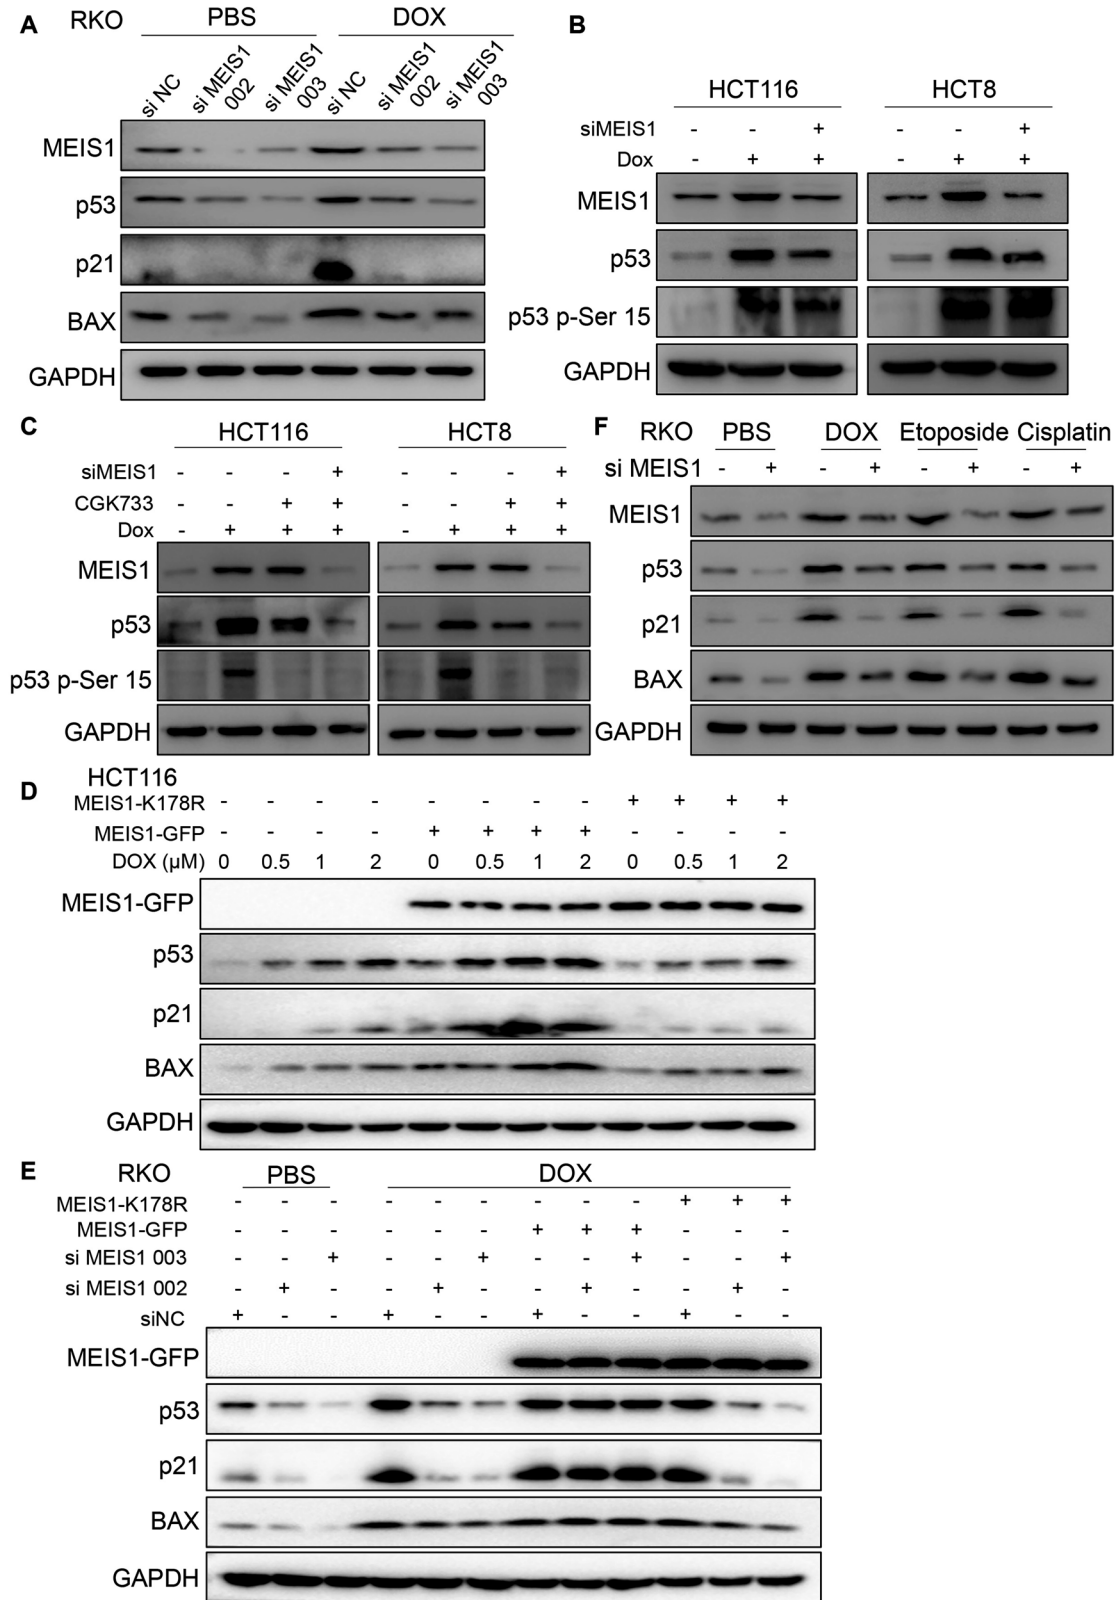 A RKO PBS DOX
si NC si MEIS1 002 si MEIS1 003 si NC si MEIS1 002 si MEIS1 003
MEIS1
p53
p21
BAX
GAPDH
B
HCT116 HCT8
siMEIS1 - - + - - +
Dox - + + - + +
MEIS1
p53
p53 p-Ser 15
GAPDH
C HCT116 HCT8
siMEIS1 - - - + - - - +
CGK733 - - + + - - + +
Dox - + + + - + + +
MEIS1
p53
p53 p-Ser 15
GAPDH
F RKO PBS DOX Etoposide Cisplatin
si MEIS1 - + - + - + - +
MEIS1
p53
p21
BAX
GAPDH
D HCT116
MEIS1-K178R - - - - - - - - + + + +
MEIS1-GFP - - - - + + + + - - - -
DOX (μM) 0 0.5 1 2 0 0.5 1 2 0 0.5 1 2
MEIS1-GFP
p53
p21
BAX
GAPDH
E RKO PBS DOX
MEIS1-K178R - - - - - - - - - + + +
MEIS1-GFP - - - - - - + + + - - -
si MEIS1 003 - - + - - + - - + - - +
si MEIS1 002 - + - - + - - + - - + -
siNC + - - + - - + - - + - -
MEIS1-GFP
p53
p21
BAX
GAPDH